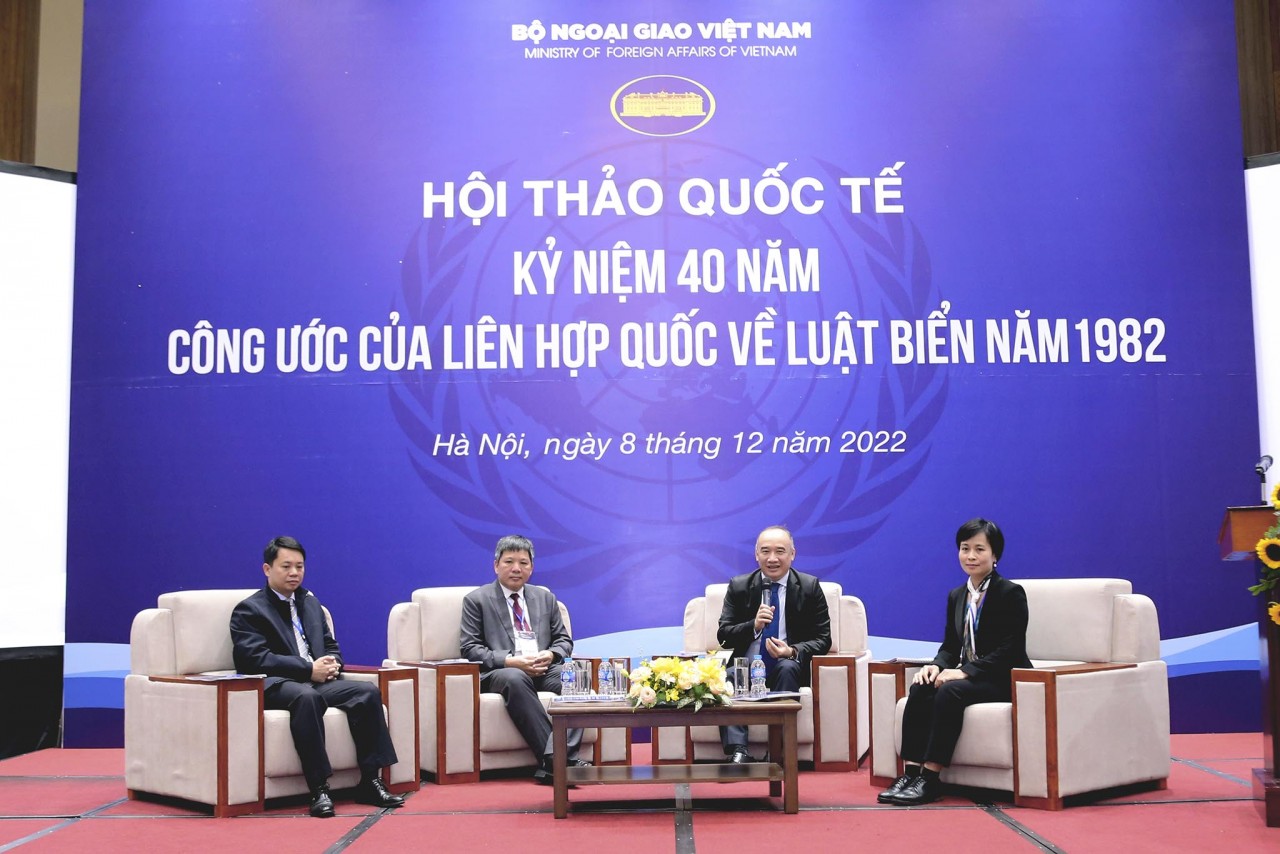 BỘ NGOẠI GIAO VIỆT NAM
MINISTRY OF FOREIGN AFFAIRS OF VIETNAM
HỘI THẢO QUỐC TẾ
KỶ NIỆM 40 NĂM
CÔNG ƯỚC CỦA LIÊN HỢP QUỐC VỀ LUẬT BIỂN NĂM 1982
Hà Nội, ngày 8 tháng 12 năm 2022